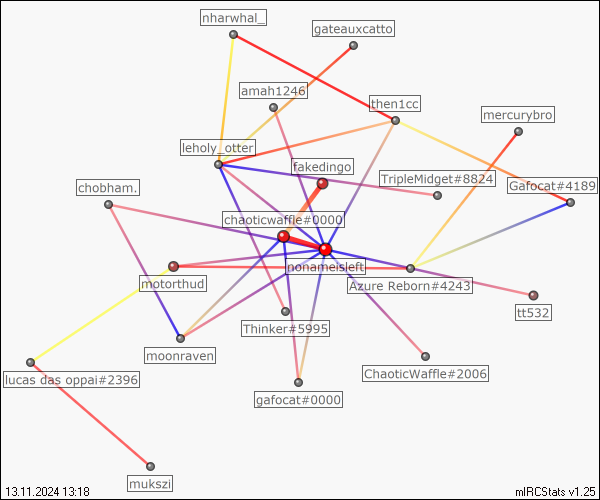 nharwhal_
gateauxcatto
amah1246
then1cc
mercurybro
leholy_otter
fakedingo
TripleMidget#8824
Gafocat#4189
chobham.
chaoticwaffle#0000
nonameisleft
motorthud
Azure Reborn#4243
tt532
Thinker#5995
moonraven
ChaoticWaffle#2006
lucas das oppai#2396
gafocat#0000
mukszi
13.11.2024 13:18
mIRCStats v1.25